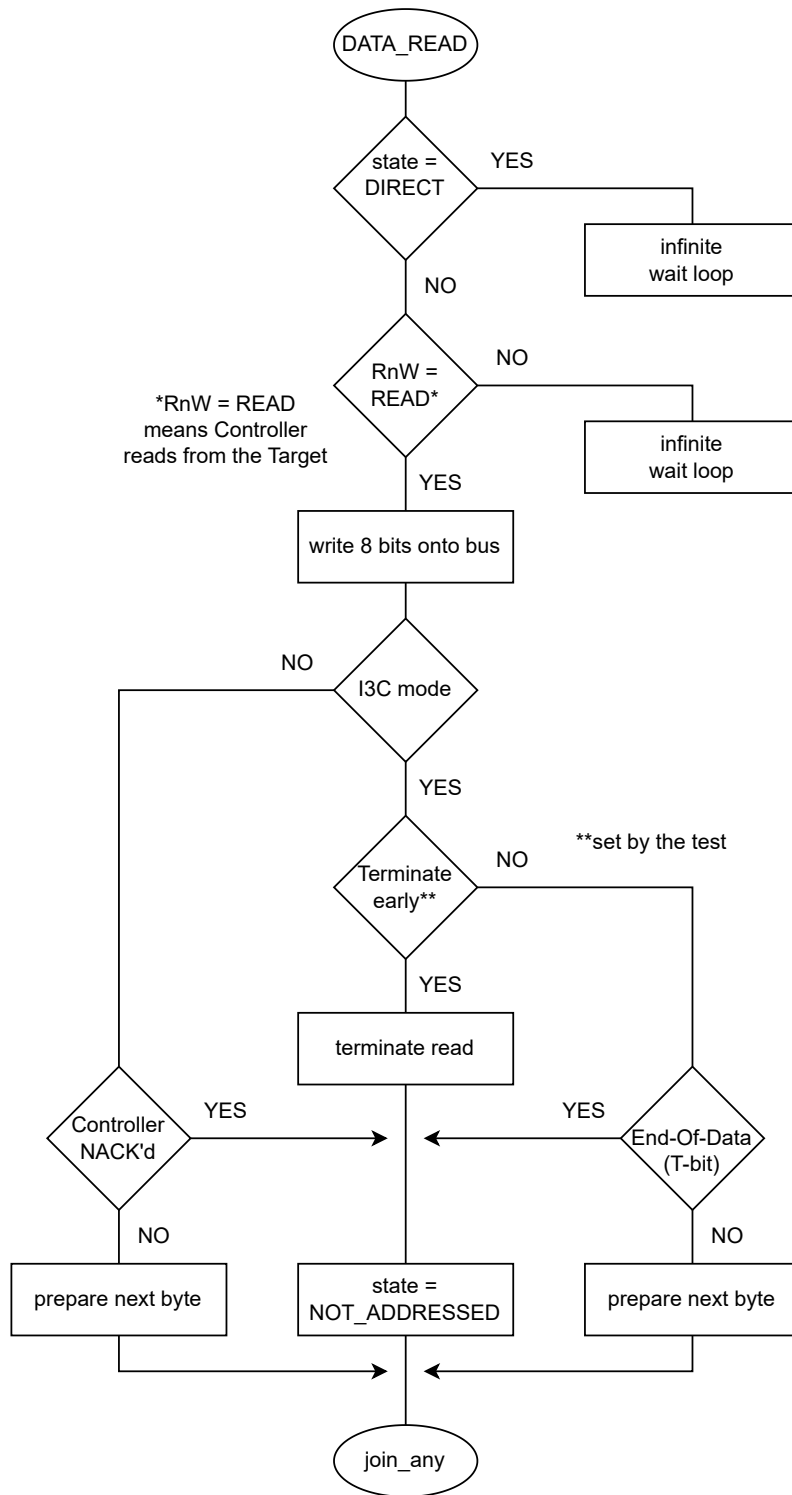 DATA_READ
state =
DIRECT
YES
infinite
wait loop
NO
RnW =
READ*
NO
*RnW = READ
means Controller
reads from the Target
infinite
wait loop
YES
write 8 bits onto bus
NO
I3C mode
YES
**set by the test
Terminate
early**
NO
YES
terminate read
Controller
NACK'd
YES
YES
End-Of-Data
(T-bit)
NO
NO
prepare next byte
state =
NOT_ADDRESSED
prepare next byte
join_any